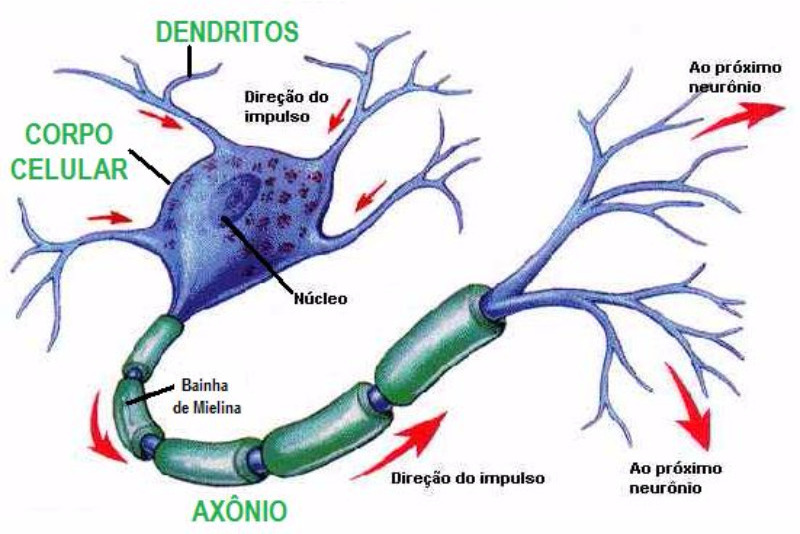 DENDRITOS
Direção do
impulso
Ao próximo
neurônio
CORPO
CELULAR
Núcleo
Bainha
de Mielina
Direção do impulso
Ao próximo
neurônio
AXÔNIO